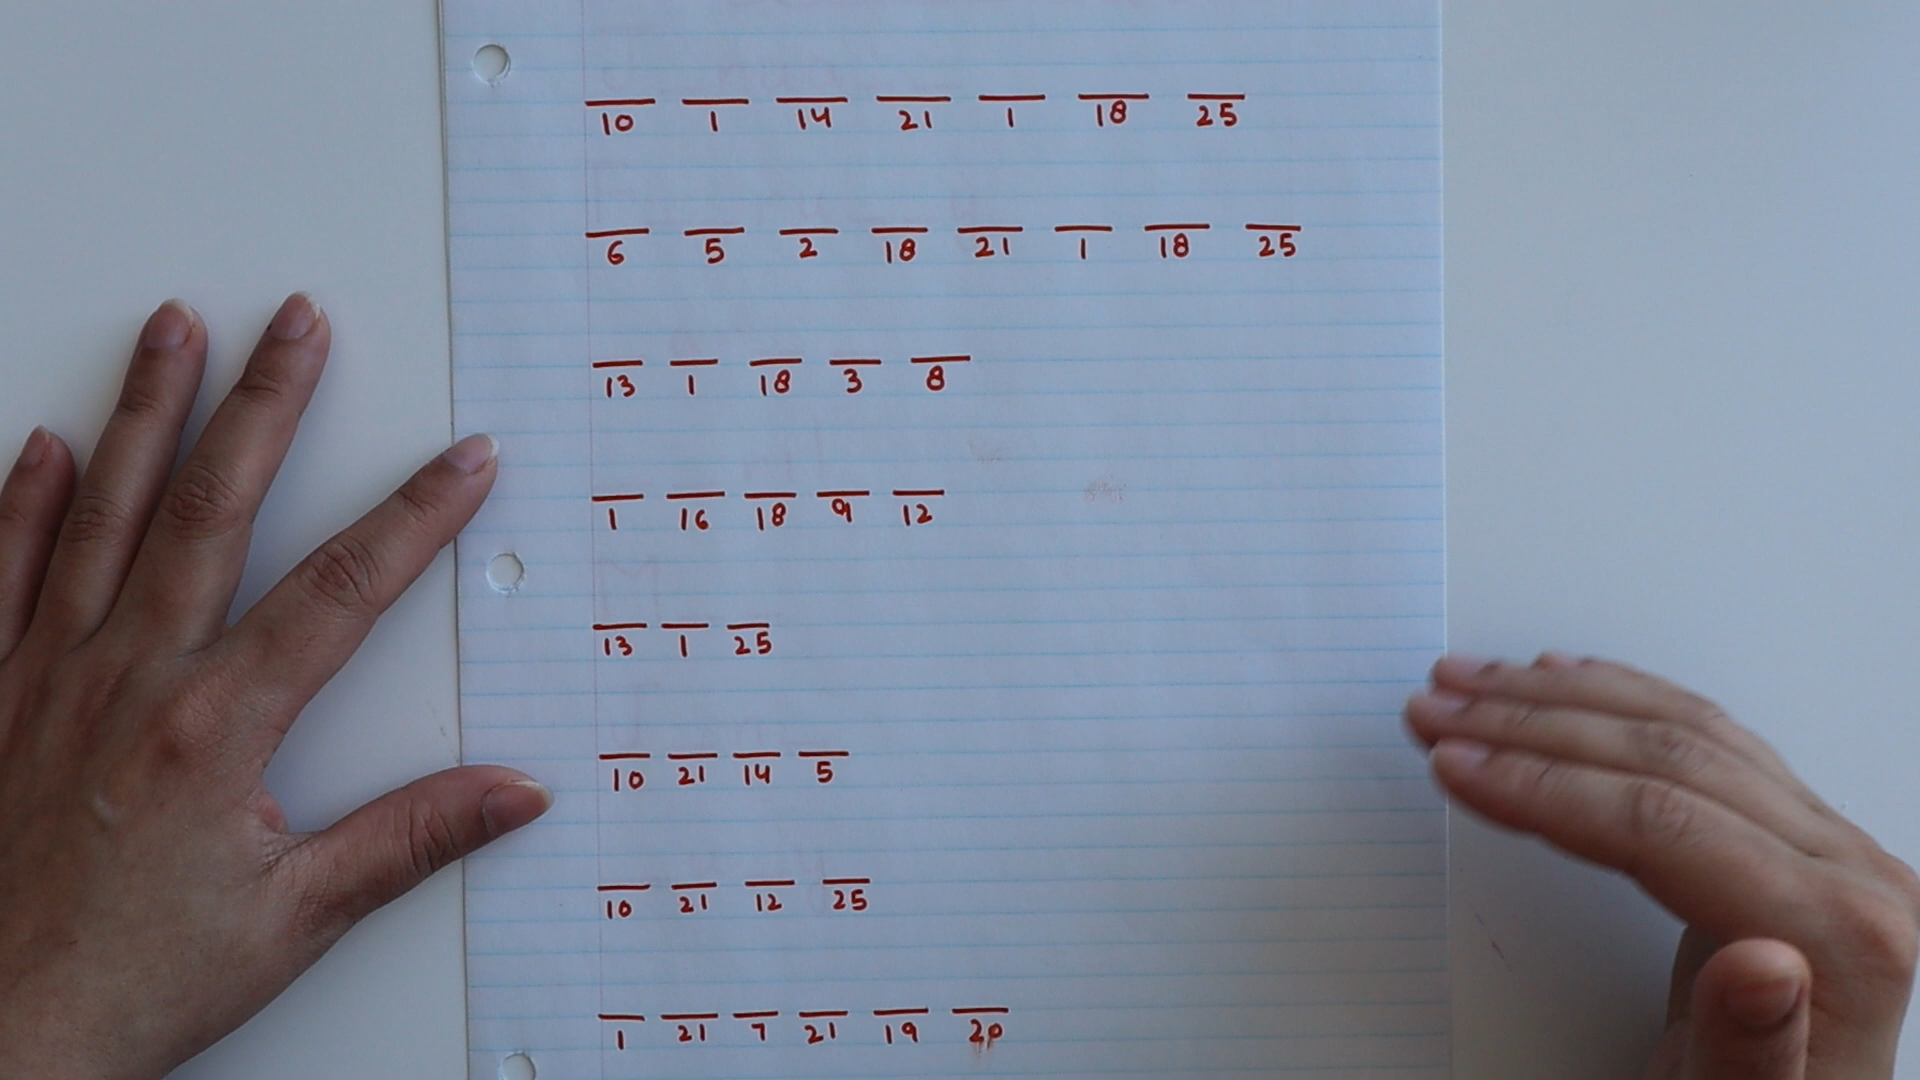 10 1 14 21 1 18 25
6 5 2 18 21 1 18 25
13 1 18 3 8
1 16 18 9 12
13 1 25
10 21 14 5
10 21 12 25
1 21 7 21 19 20